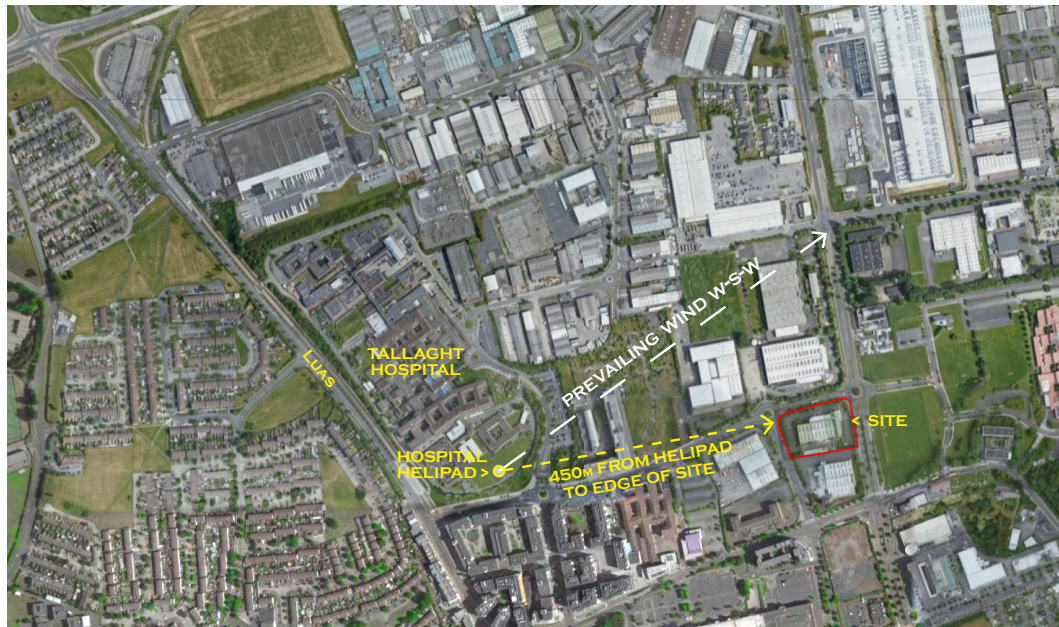 PREVAILING WIND W-S-W
LUAS
TALLAGHT
HOSPITAL
< SITE
HOSPITAL
HELIPAD >
450M FROM HELIPAD
TO EDGE OF SITE